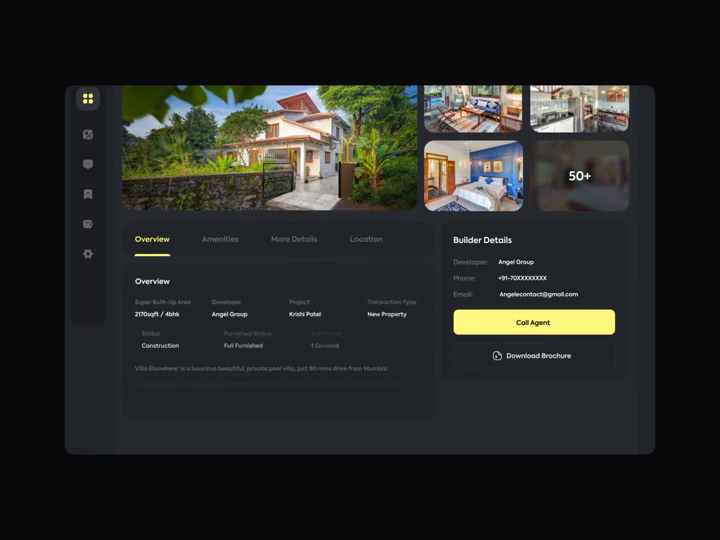 50+
Overview Amenities More Details Location
Overview
Super Built-Up Area Developer Project Transaction Type
2170sqft / 4bhk Angel Group Krishi Patel New Property
Status Furnished Status
Construction Full Furnished 1 Covered
Villa Elsewhere' is a luxurious beautiful, private pool villa, just 90 mins drive from Mumbai.
Builder Details
Developer: Angel Group
Phone: +91-70XXXXXXXX
Email: Angelecontact@gmail.com
Call Agent
Download Brochure